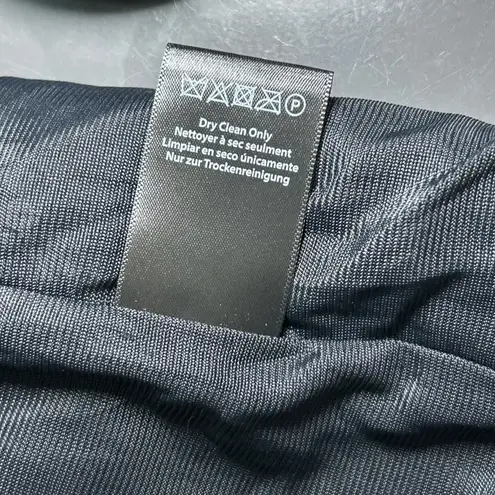 P
Dry Clean Only
Nettoyer à sec seulment
Limpiar en seco únicamente
Nur zur Trockenreinigung